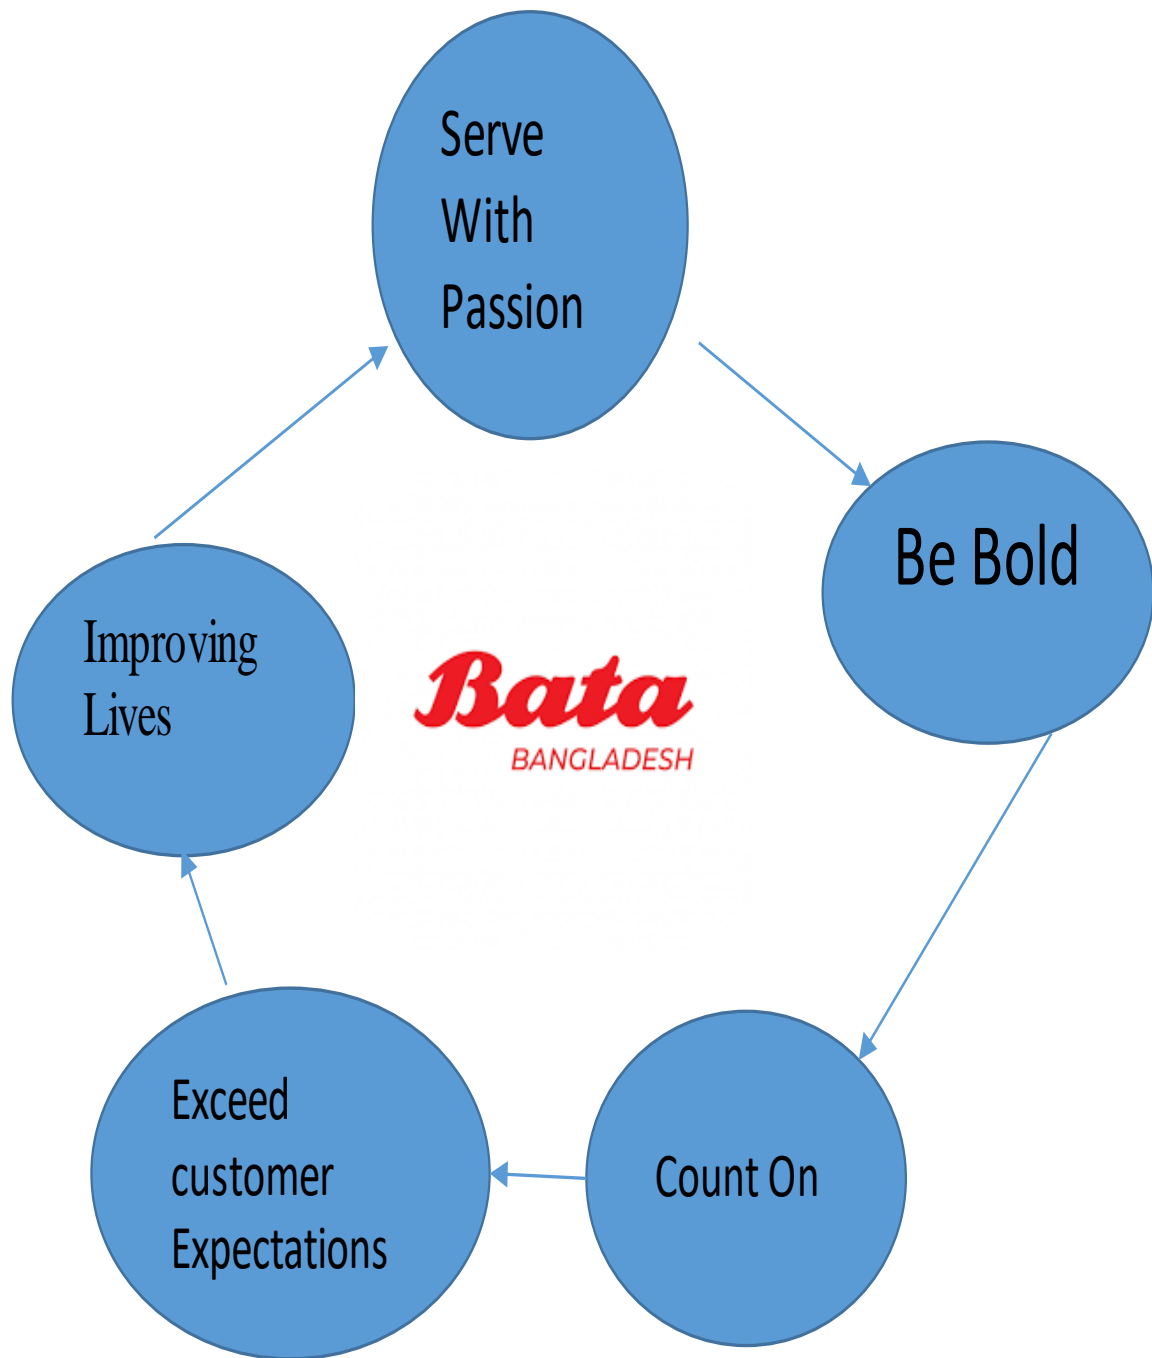 Serve
With
Passion
Be Bold
Improving
Lives
Bata
BANGLADESH
Exceed
customer
Expectations
Count On